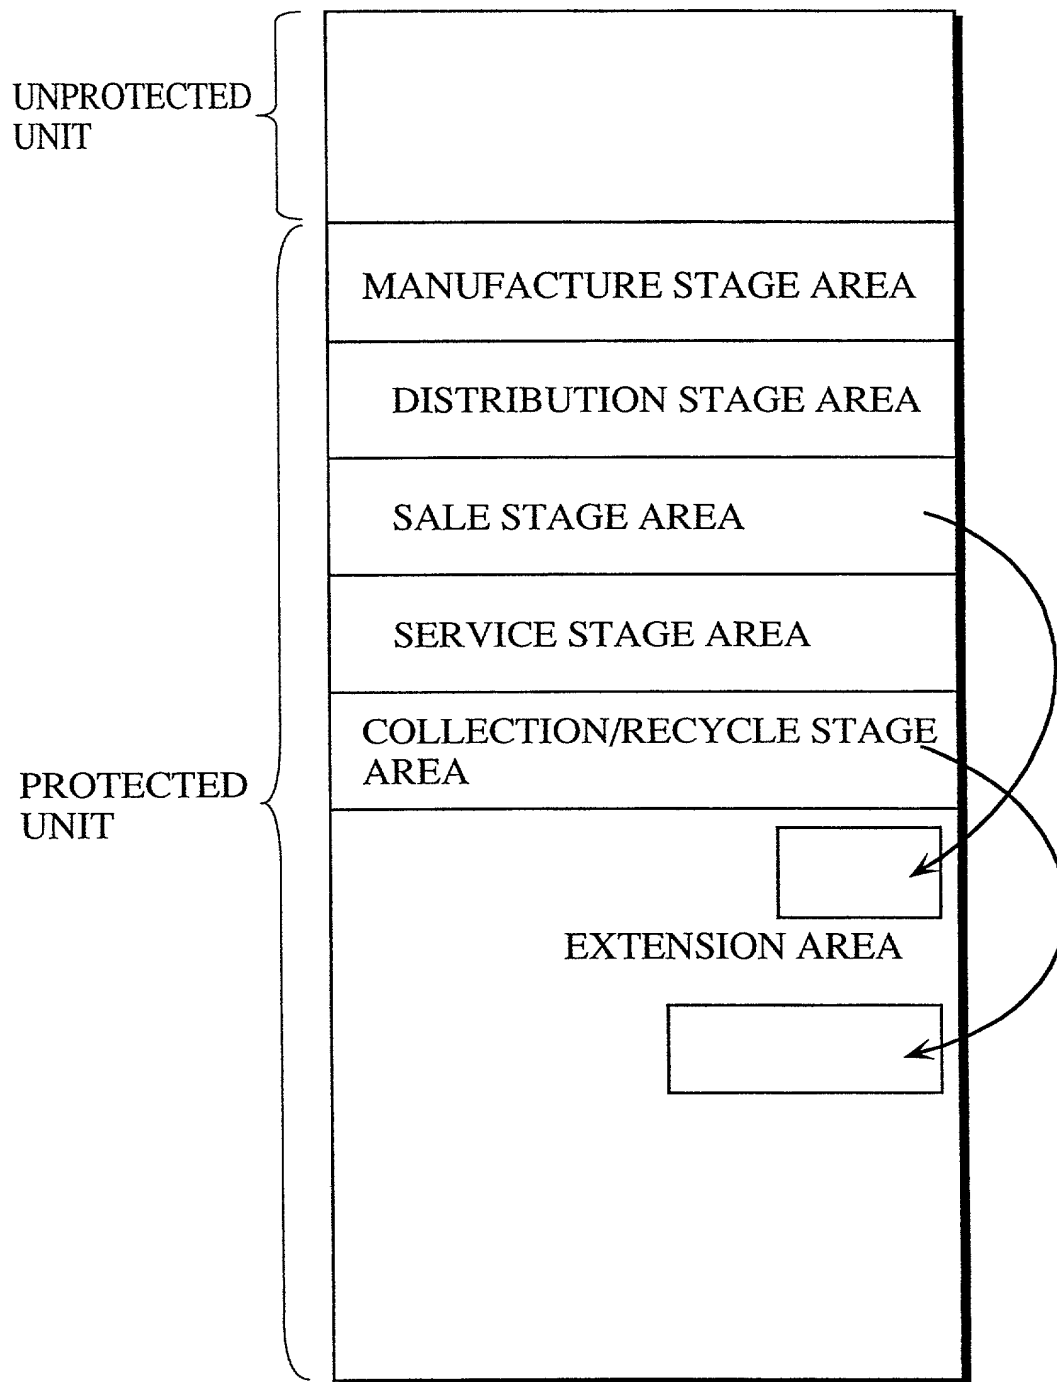 UNPROTECTED
UNIT
MANUFACTURE STAGE AREA
DISTRIBUTION STAGE AREA
SALE STAGE AREA
SERVICE STAGE AREA
COLLECTION/RECYCLE STAGE
AREA
PROTECTED
UNIT
EXTENSION AREA